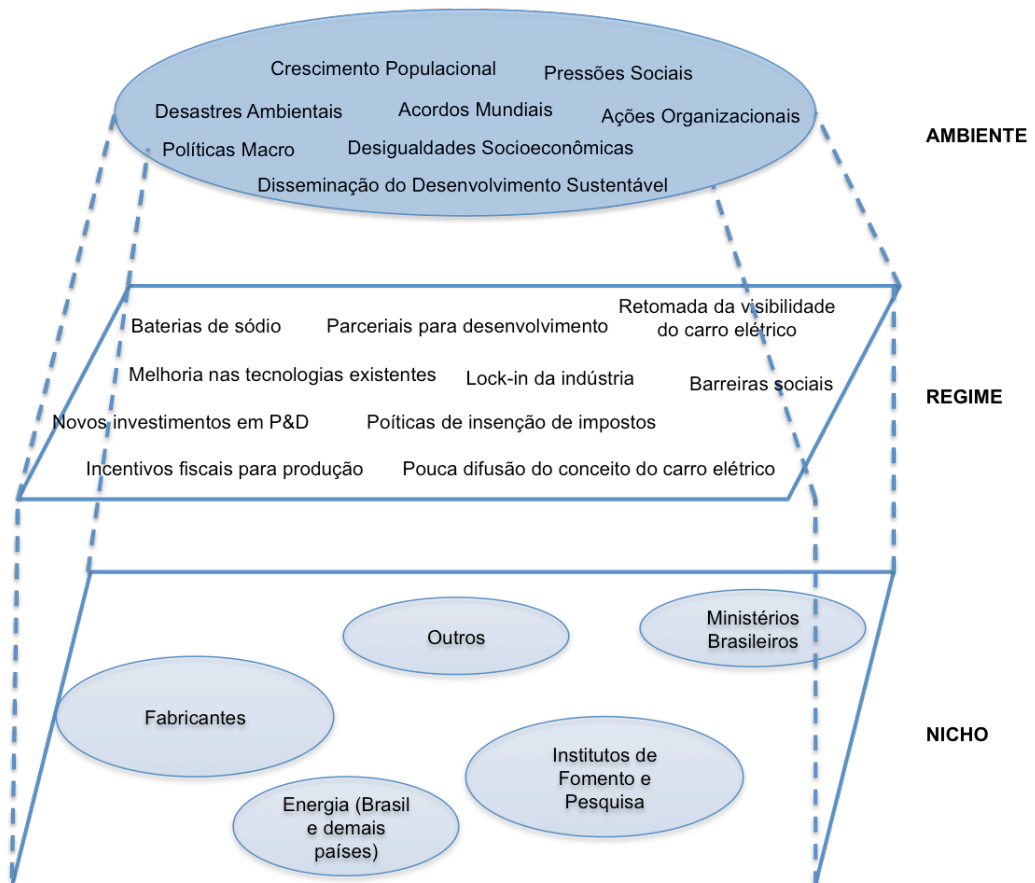 Crescimento Populacional
Pressões Sociais
Desastres Ambientais
Acordos Mundiais
Ações Organizacionais
AMBIENTE
Políticas Macro
Desigualdades Socioeconômicas
Disseminação do Desenvolvimento Sustentável
Baterias de sódio
Parceriais para desenvolvimento
Retomada da visibilidade
do carro elétrico
Melhoria nas tecnologias existentes
Lock-in da indústria
Barreiras sociais
REGIME
Novos investimentos em P&D
Poíticas de insenção de impostos
Incentivos fiscais para produção
Pouca difusão do conceito do carro elétrico
Outros
Ministérios
Brasileiros
Fabricantes
NICHO
Institutos de
Fomento e
Pesquisa
Energia (Brasil
e demais
países)